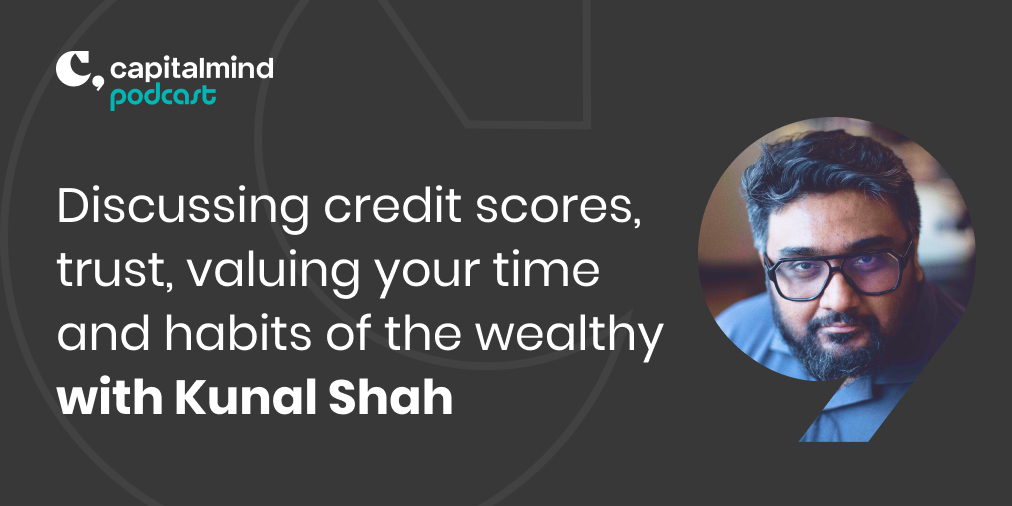 capitalmind
podcast
Discussing credit scores,
trust, valuing your time
and habits of the wealthy
with Kunal Shah